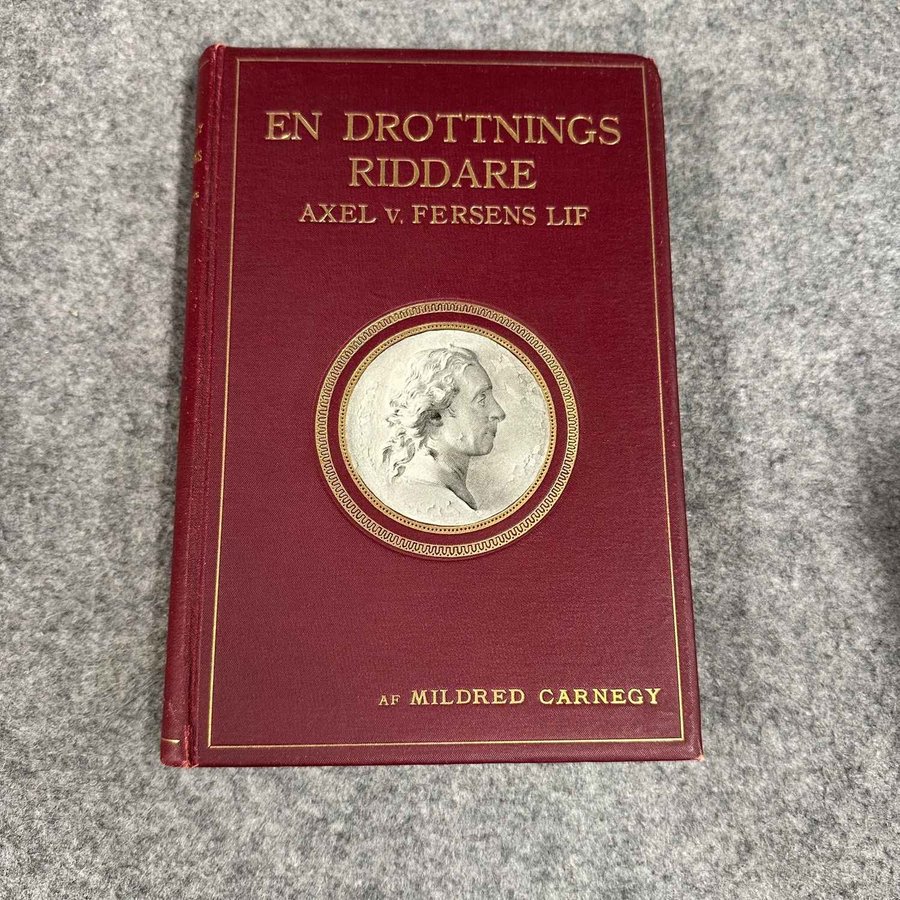 EN DROTTNINGS
RIDDARE
AXEL v. FERSENS LIF
AF MILDRED CARNEGY